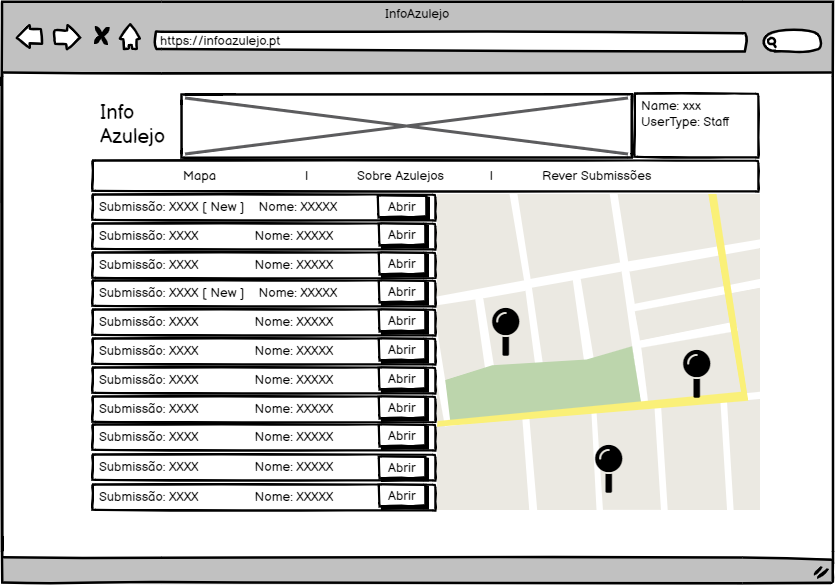 InfoAzulejo
https://infoazulejo.pt
Info
Azulejo
Name: xxx
UserType: Staff
Mapa | Sobre Azulejos | Rever Submissões
Submissão: XXXX [ New ] Nome: XXXXX Abrir
Submissão: XXXX Nome: XXXXX Abrir
Submissão: XXXX Nome: XXXXX Abrir
Submissão: XXXX [ New ] Nome: XXXXX Abrir
Submissão: XXXX Nome: XXXXX Abrir
Submissão: XXXX Nome: XXXXX Abrir
Submissão: XXXX Nome: XXXXX Abrir
Submissão: XXXX Nome: XXXXX Abrir
Submissão: XXXX Nome: XXXXX Abrir
Submissão: XXXX Nome: XXXXX Abrir
Submissão: XXXX Nome: XXXXX Abrir